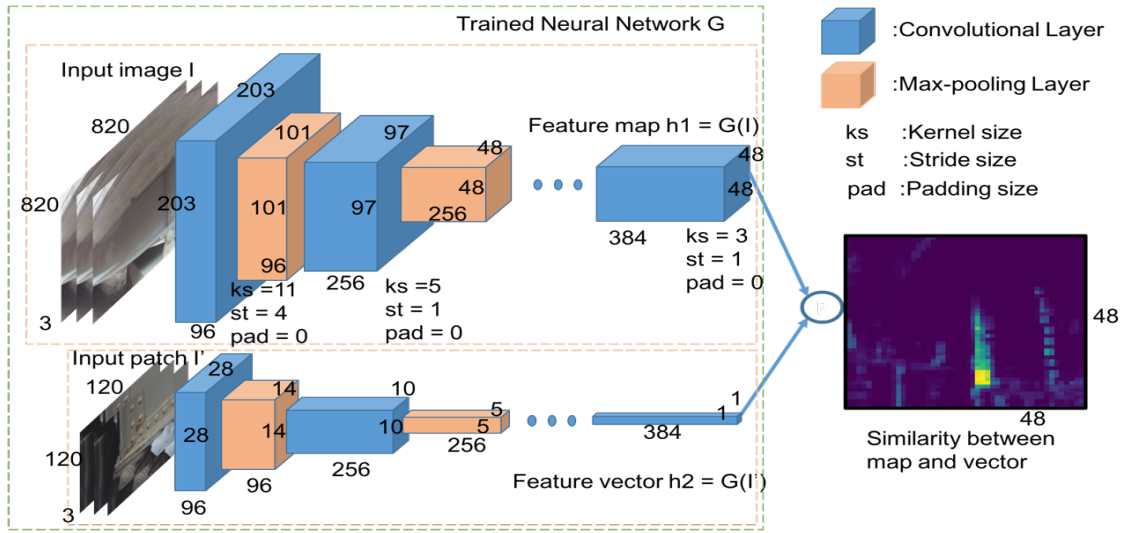 Trained Neural Network G
Input image I
820
820
3
203
203
96
101
101
96
ks =11
st = 4
pad = 0
97
97
256
ks =5
st = 1
pad = 0
48
48
256
Feature map h1 = G(I)
48
48
384
ks = 3
st = 1
pad = 0
:Convolutional Layer
:Max-pooling Layer
ks :Kernel size
st :Stride size
pad :Padding size
48
48
Similarity between
map and vector
Input patch I'
120
120
3
28
28
96
14
14
96
10
10
256
5
5
256
1
1
384
Feature vector h2 = G(I')